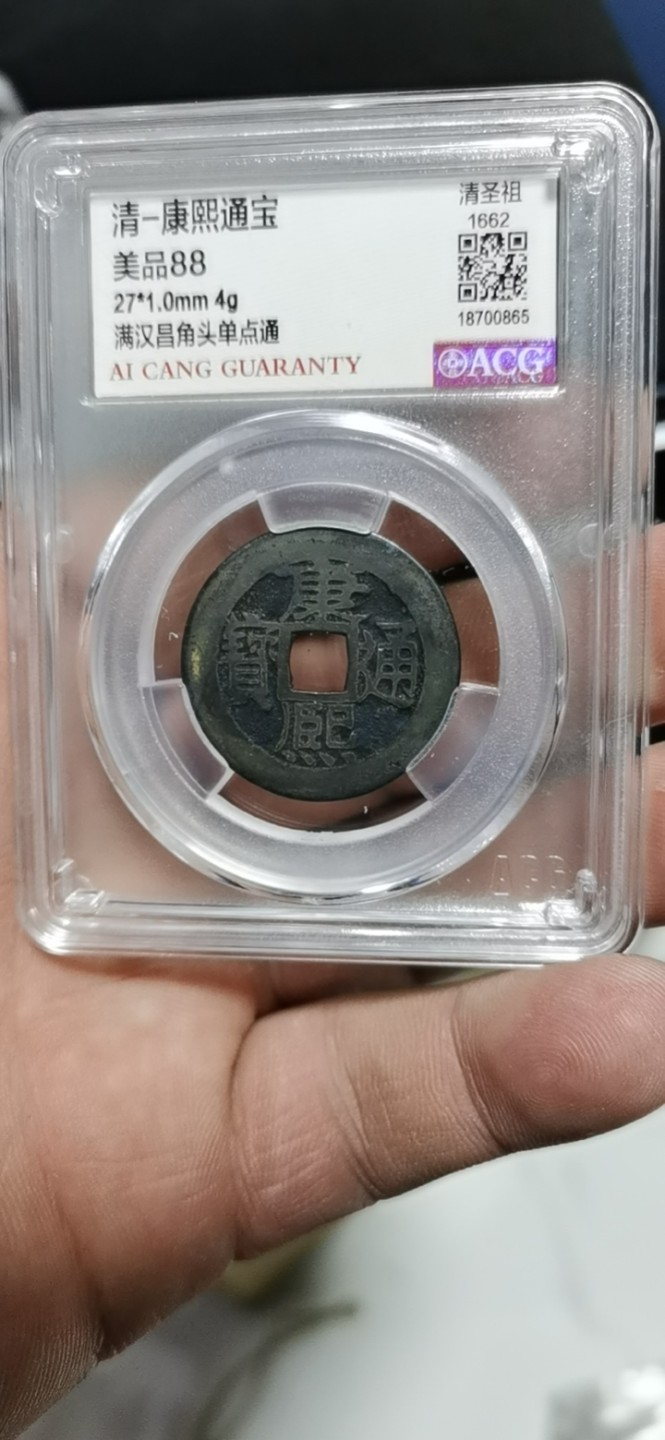 清-康熙通宝
美品88
27*1.0mm 4g
满汉昌角头单点通
AI CANG GUARANTY
清圣祖
1662
18700865
ACG
康
寶 通
熙
ACG